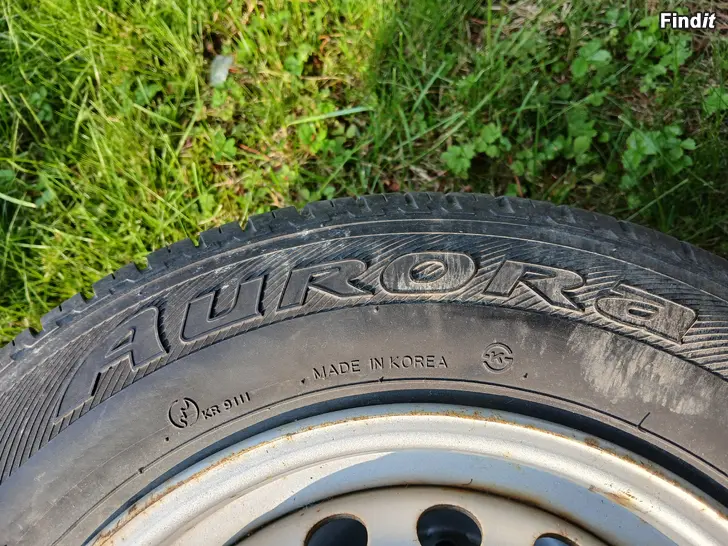 Findit
AURORA
MADE IN KOREA
KR 9111